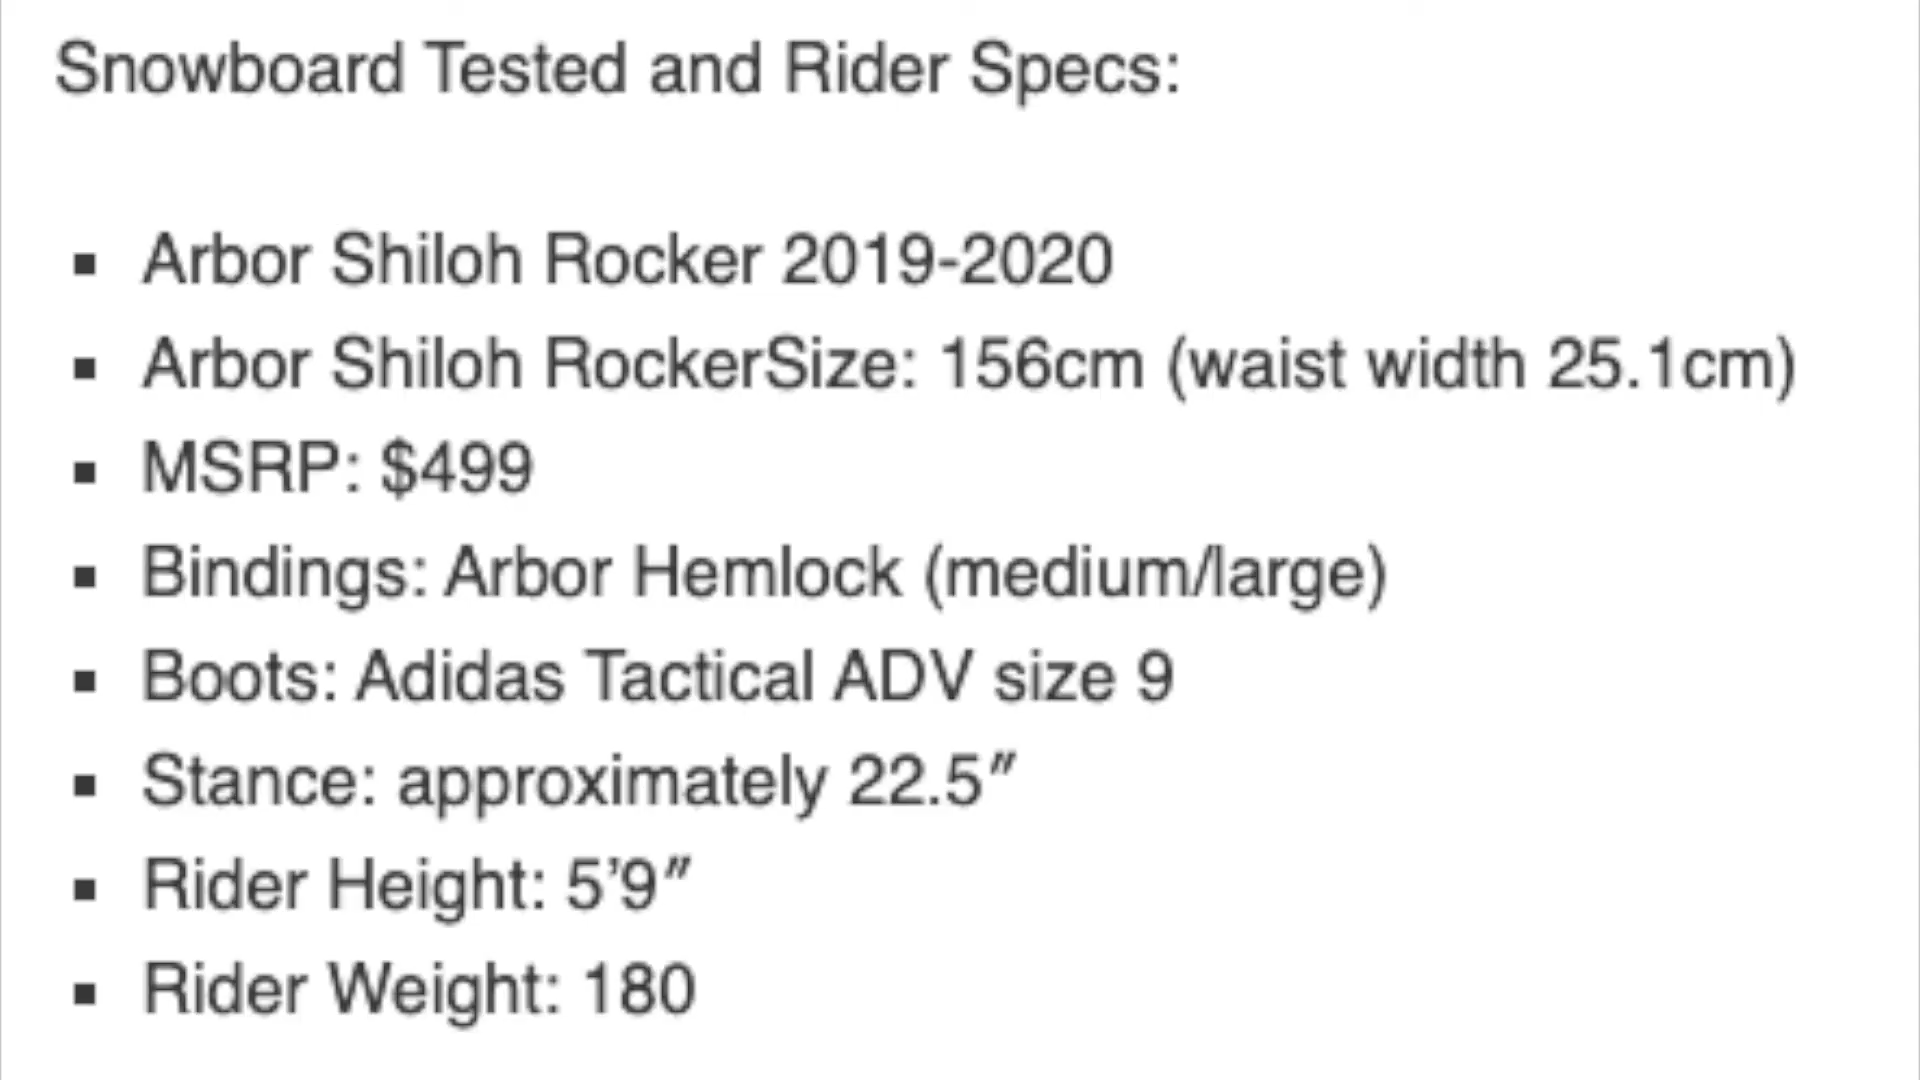 Snowboard Tested and Rider Specs:
▪ Arbor Shiloh Rocker 2019-2020
▪ Arbor Shiloh RockerSize: 156cm (waist width 25.1cm)
▪ MSRP: $499
▪ Bindings: Arbor Hemlock (medium/large)
▪ Boots: Adidas Tactical ADV size 9
▪ Stance: approximately 22.5″
▪ Rider Height: 5’9″
▪ Rider Weight: 180